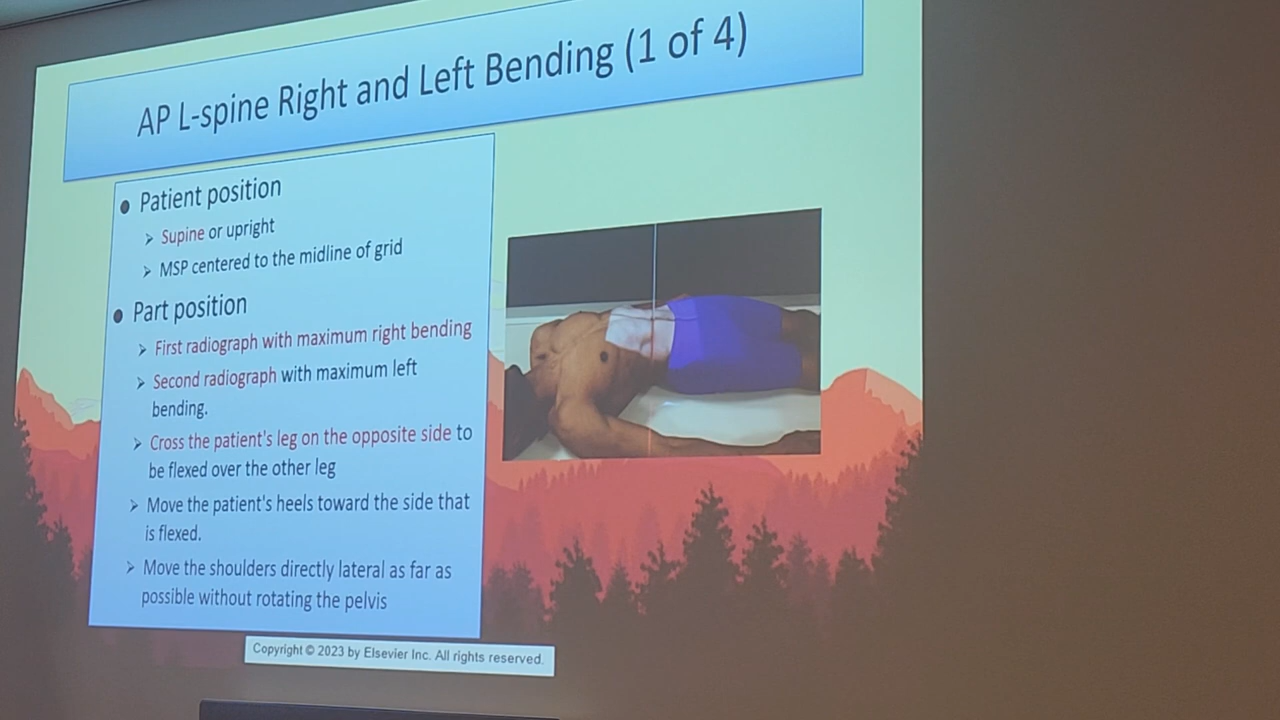 AP L-spine Right and Left Bending (1 of 4)
Patient position
Supine or upright
MSP centered to the midline of grid
Part position
First radiograph with maximum right bending
Second radiograph with maximum left
bending.
Cross the patient's leg on the opposite side to
be flexed over the other leg
Move the patient's heels toward the side that
is flexed.
Move the shoulders directly lateral as far as
possible without rotating the pelvis
Copyright © 2023 by Elsevier Inc. All rights reserved.